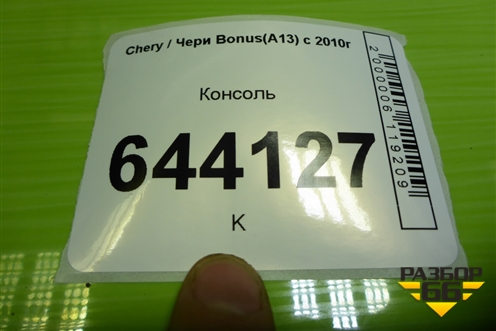 Chery / Чери Bonus(A13) с 2010г
Консоль
644127
K
2000006119209
РАЗБОР
66